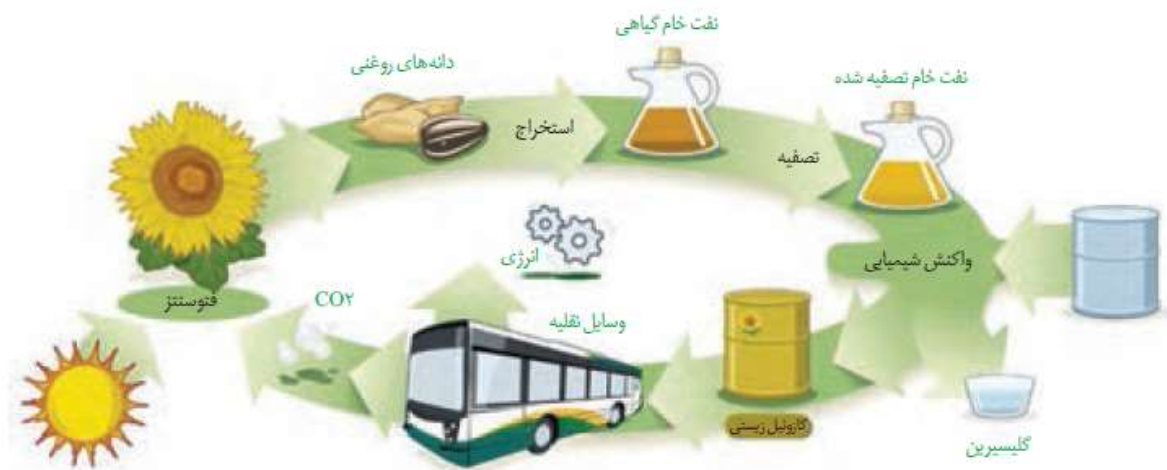 نفت خام گیاهی
دانه‌های روغنی
نفت خام تصفیه شده
استخراج
تصفیه
انرژی
واکنش شیمیایی
فتوسنتز
CO۲
وسایل نقلیه
گازوئیل زیستی
گلیسیرین